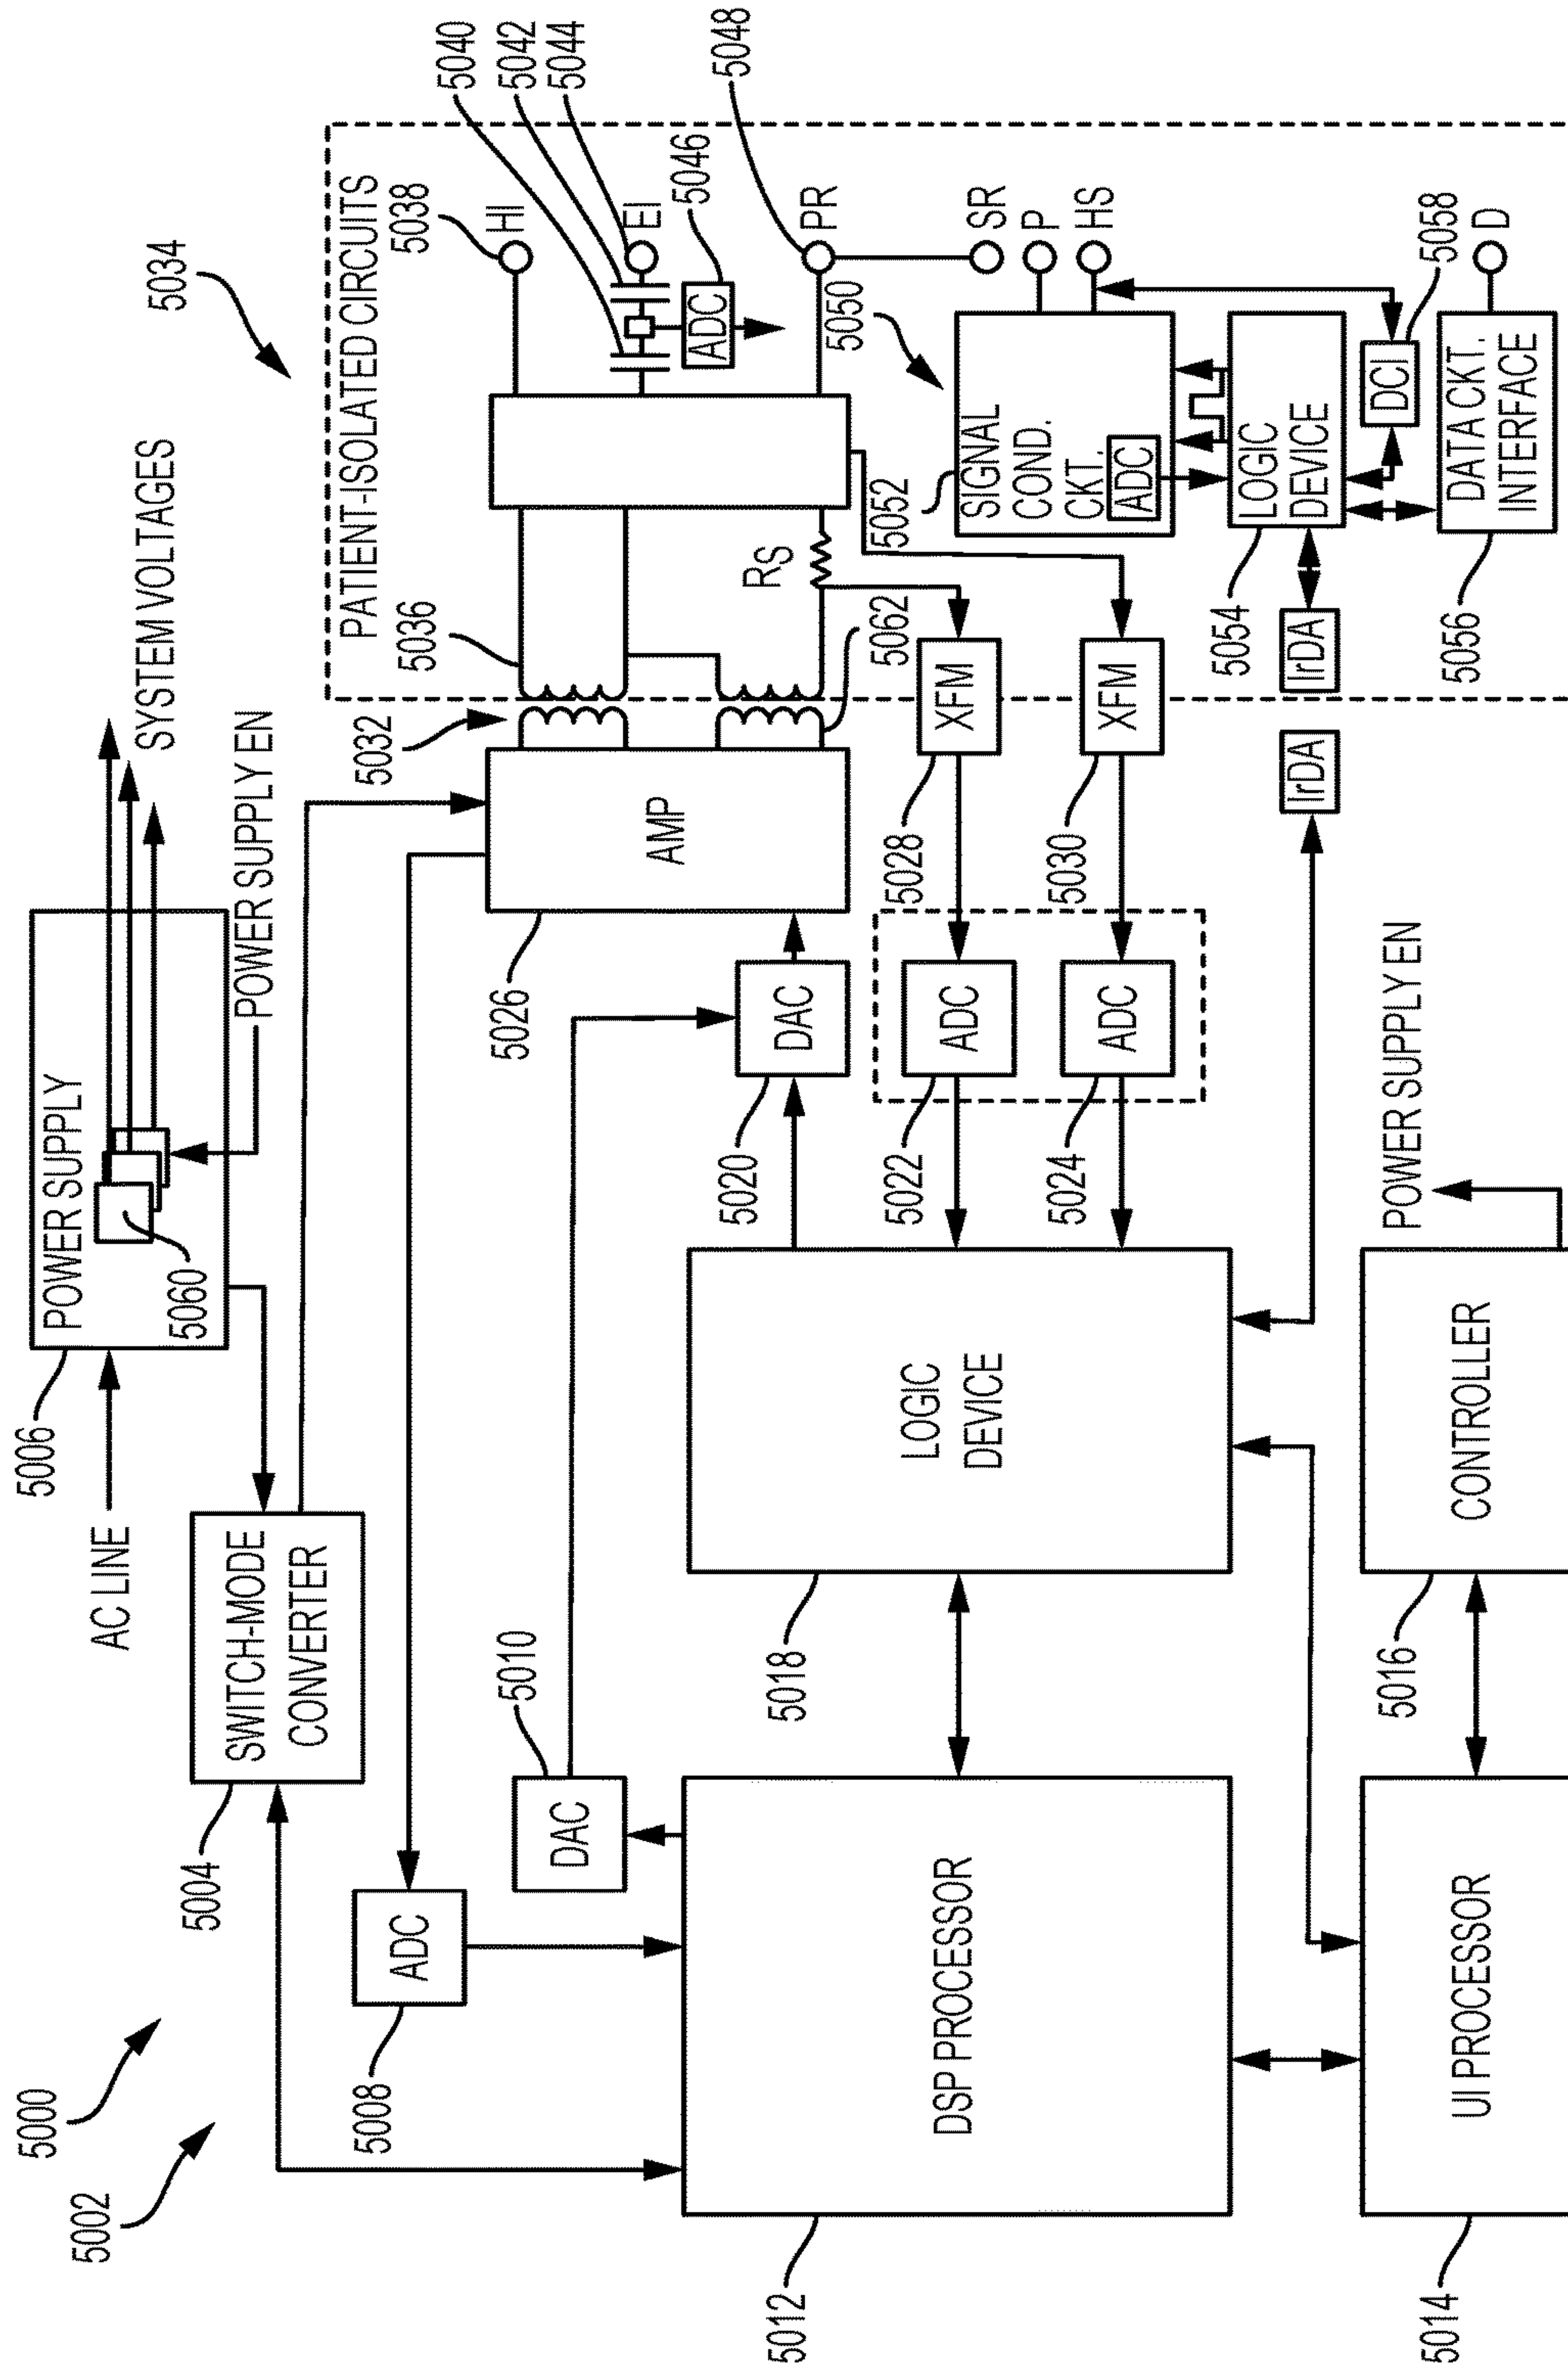 5000
5002
5004
SWITCH-MODE
CONVERTER
AC LINE
5006
POWER SUPPLY
5060
SYSTEM VOLTAGES
POWER SUPPLY EN
5008
ADC
5010
DAC
5012
DSP PROCESSOR
5014
UI PROCESSOR
5016
CONTROLLER
POWER SUPPLY EN
5018
LOGIC
DEVICE
5020
DAC
5022
ADC
5024
ADC
5026
AMP
5028
XFM
5030
XFM
5032
5034
PATIENT-ISOLATED CIRCUITS
5036
5062
RS
5038
HI
5040
5042
5044
EI
5046
ADC
5048
PR
SR
P
HS
5050
5052
SIGNAL
COND.
CKT.
ADC
5054
LOGIC
DEVICE
IrDA
IrDA
5056
DATA CKT.
INTERFACE
5058
DCI
D